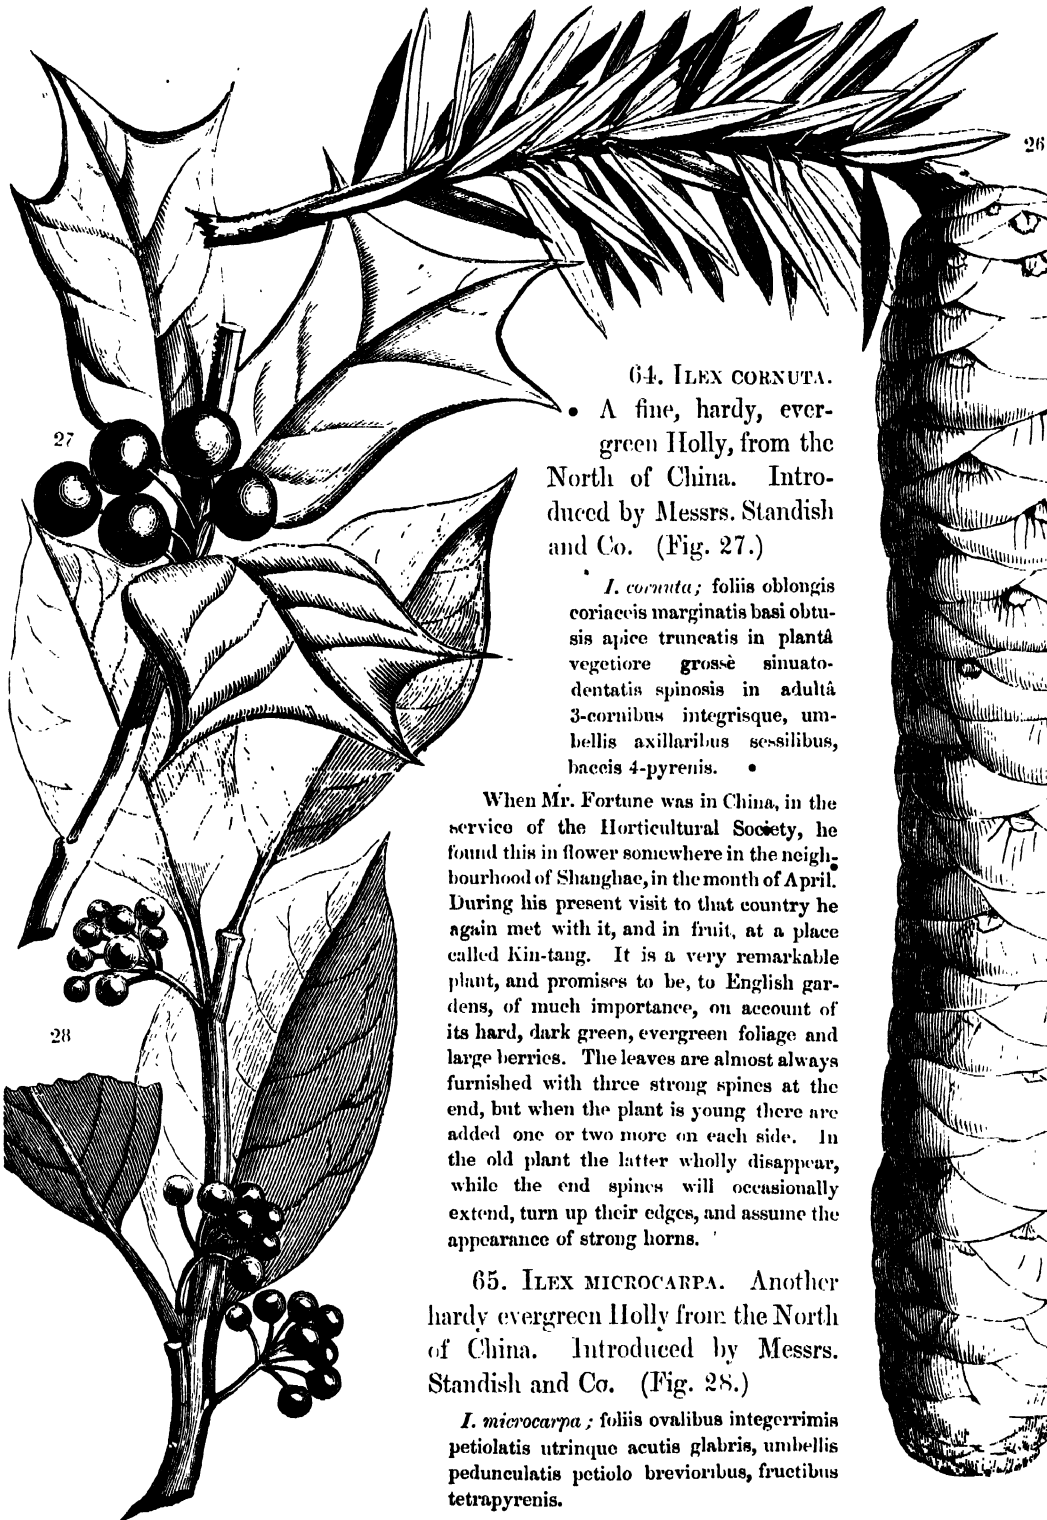 26
64. ILEX CORNUTA.
A fine, hardy, ever-
green Holly, from the
North of China. Intro-
duced by Messrs. Standish
and Co. (Fig. 27.)
27
I. cornuta; foliis oblongis
coriaceis marginatis basi obtu-
sis apice truncatis in plantâ
vegetiore grossè sinuato-
dentatis spinosis in adultâ
3-cornibus integrisque, um-
bellis axillaribus sessilibus,
baccis 4-pyrenis.
When Mr. Fortune was in China, in the
service of the Horticultural Society, he
found this in flower somewhere in the neigh-
bourhood of Shanghae, in the month of April.
During his present visit to that country he
again met with it, and in fruit, at a place
called Kin-tang. It is a very remarkable
plant, and promises to be, to English gar-
dens, of much importance, on account of
its hard, dark green, evergreen foliage and
large berries. The leaves are almost always
furnished with three strong spines at the
end, but when the plant is young there are
added one or two more on each side. In
the old plant the latter wholly disappear,
while the end spines will occasionally
extend, turn up their edges, and assume the
appearance of strong horns.
28
65. ILEX MICROCARPA. Another
hardy evergreen Holly from the North
of China. Introduced by Messrs.
Standish and Co. (Fig. 28.)
I. microcarpa; foliis ovalibus integerrimis
petiolatis utrinque acutis glabris, umbellis
pedunculatis petiolo brevioribus, fructibus
tetrapyrenis.